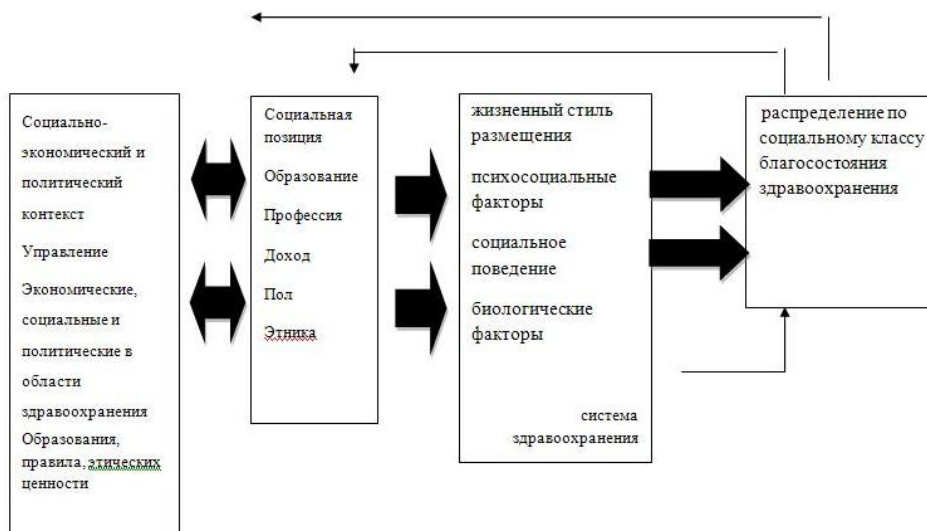 Социально-
экономический и
политический
контекст
Управление
Экономические,
социальные и
политические в
области
здравоохранения
Образования,
правила, этических
ценности
Социальная
позиция
Образование
Профессия
Доход
Пол
Этника
жизненный стиль
размещения
психосоциальные
факторы
социальное
поведение
биологические
факторы
система
здравоохранения
распределение по
социальному классу
благосостояния
здравоохранения